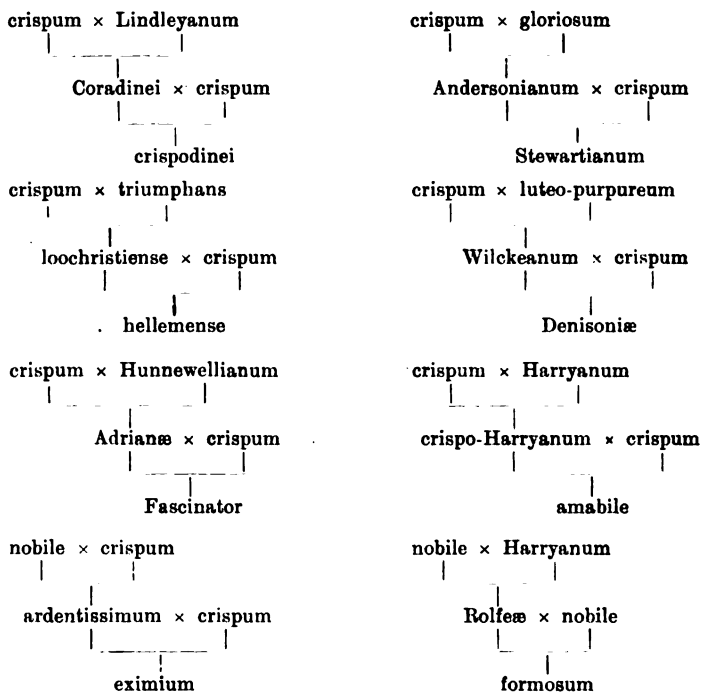 crispum × Lindleyanum
Coradinei × crispum
crispodinei
crispum × gloriosum
Andersonianum × crispum
Stewartianum
crispum × triumphans
loochristiense × crispum
hellemense
crispum × luteo-purpureum
Wilckeanum × crispum
Denisoniæ
crispum × Hunnewellianum
Adrianæ × crispum
Fascinator
crispum × Harryanum
crispo-Harryanum × crispum
amabile
nobile × crispum
ardentissimum × crispum
eximium
nobile × Harryanum
Rolfeæ × nobile
formosum